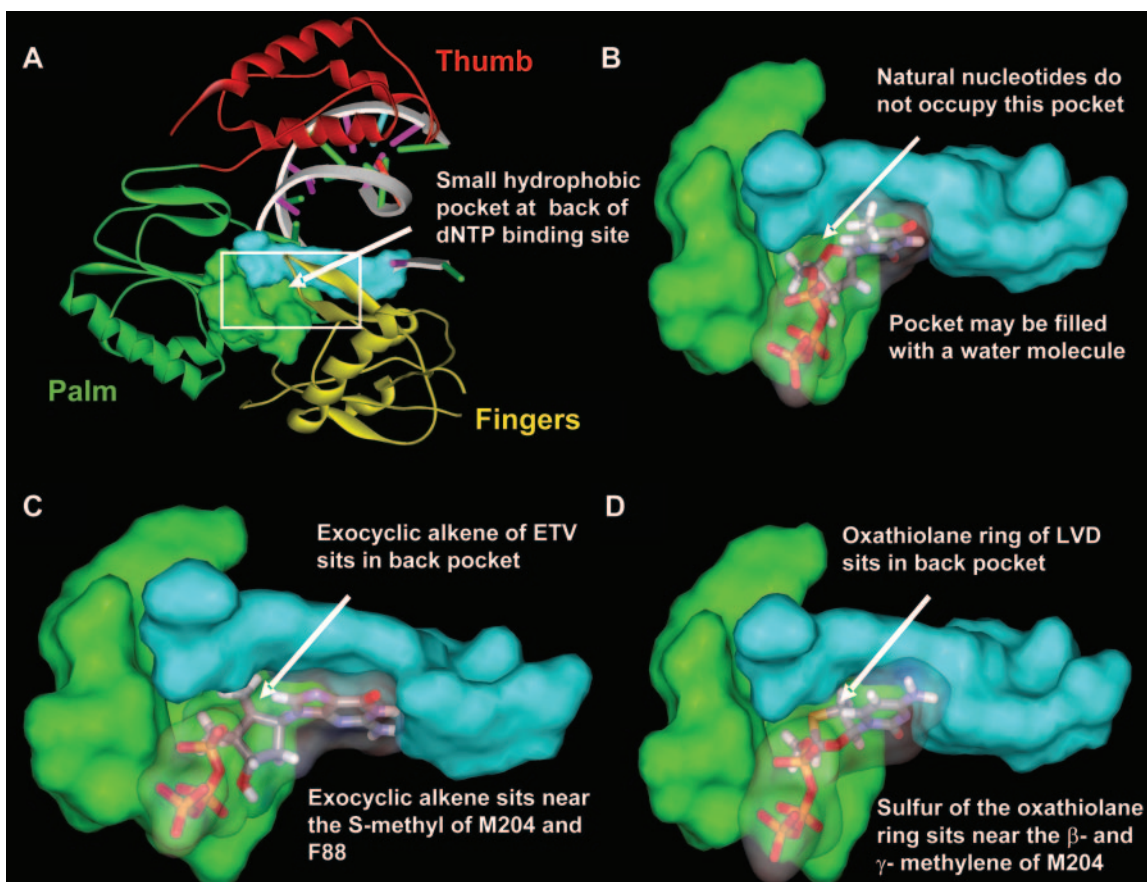 A
Thumb
Small hydrophobic
pocket at back of
dNTP binding site
Palm
Fingers
B
Natural nucleotides do
not occupy this pocket
Pocket may be filled
with a water molecule
C
Exocyclic alkene of ETV
sits in back pocket
Exocyclic alkene sits near
the S-methyl of M204 and
F88
D
Oxathiolane ring of LVD
sits in back pocket
Sulfur of the oxathiolane
ring sits near the β- and
γ- methylene of M204